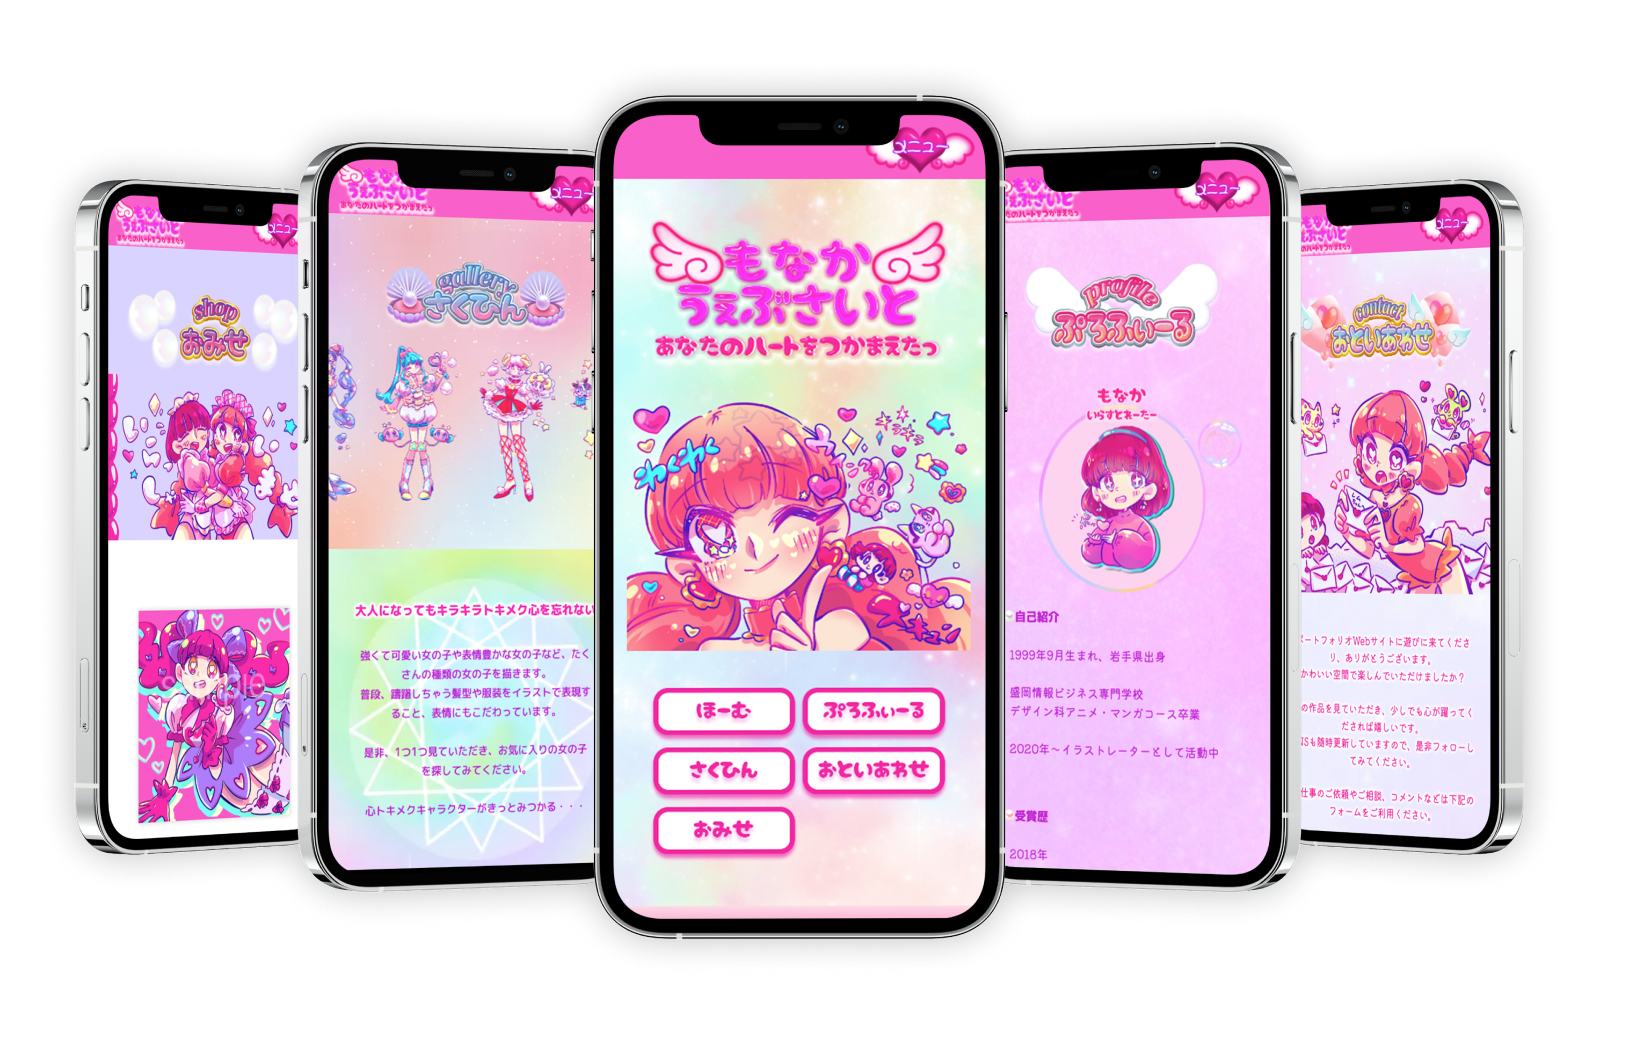 もなか
うぇぶさいと
あなたのハートをつかまえたっ
メニュー
shop
おみせ
もなか
うぇぶさいと
あなたのハートをつかまえたっ
メニュー
gallery
さくひん
大人になってもキラキラトキメク心を忘れない
強くて可愛い女の子や表情豊かな女の子など、たく
さんの種類の女の子を描きます。
普段、躊躇しちゃう髪型や服装をイラストで表現す
ること、表情にもこだわっています。
是非、1つ1つ見ていただき、お気に入りの女の子
を探してみてください。
心トキメクキャラクターがきっとみつかる・・・
メニュー
もなか
うぇぶさいと
あなたのハートをつかまえたっ
わくわく
キラキラ
ズッキュン
ほーむ
ぷろふぃーる
さくひん
おといあわせ
おみせ
もなか
うぇぶさいと
たのハートをつかまえたっ
メニュー
profile
ぷろふぃーる
もなか
いらすとれーたー
自己紹介
1999年9月生まれ、岩手県出身
盛岡情報ビジネス専門学校
デザイン科アニメ・マンガコース卒業
2020年〜イラストレーターとして活動中
受賞歴
2018年
もなか
ぶさいと
のハートをつかまえたっ
メニュー
contact
おといあわせ
ポートフォリオWebサイトに遊びに来てくださ
り、ありがとうございます。
かわいい空間で楽しんでいただけましたか？
の作品を見ていただき、少しでも心が躍ってく
だされば嬉しいです。
NSも随時更新していますので、是非フォローし
てみてください。
仕事のご依頼やご相談、コメントなどは下記の
フォームをご利用ください。